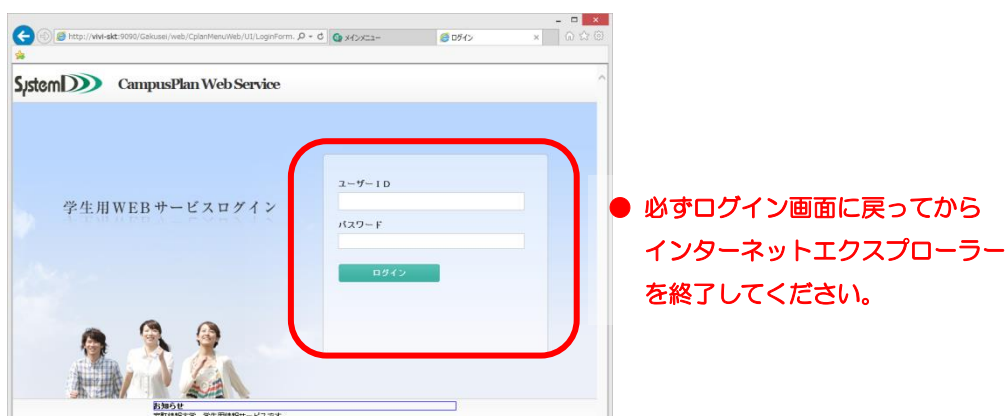 http://vivi-skt:9090/Gakusei/web/CplanMenuWeb/UI/LoginForm.
メインメニュー
ログイン
SystemD CampusPlan Web Service
学生用WEBサービスログイン
ユーザーID
パスワード
ログイン
● 必ずログイン画面に戻ってから
インターネットエクスプローラー
を終了してください。
お知らせ